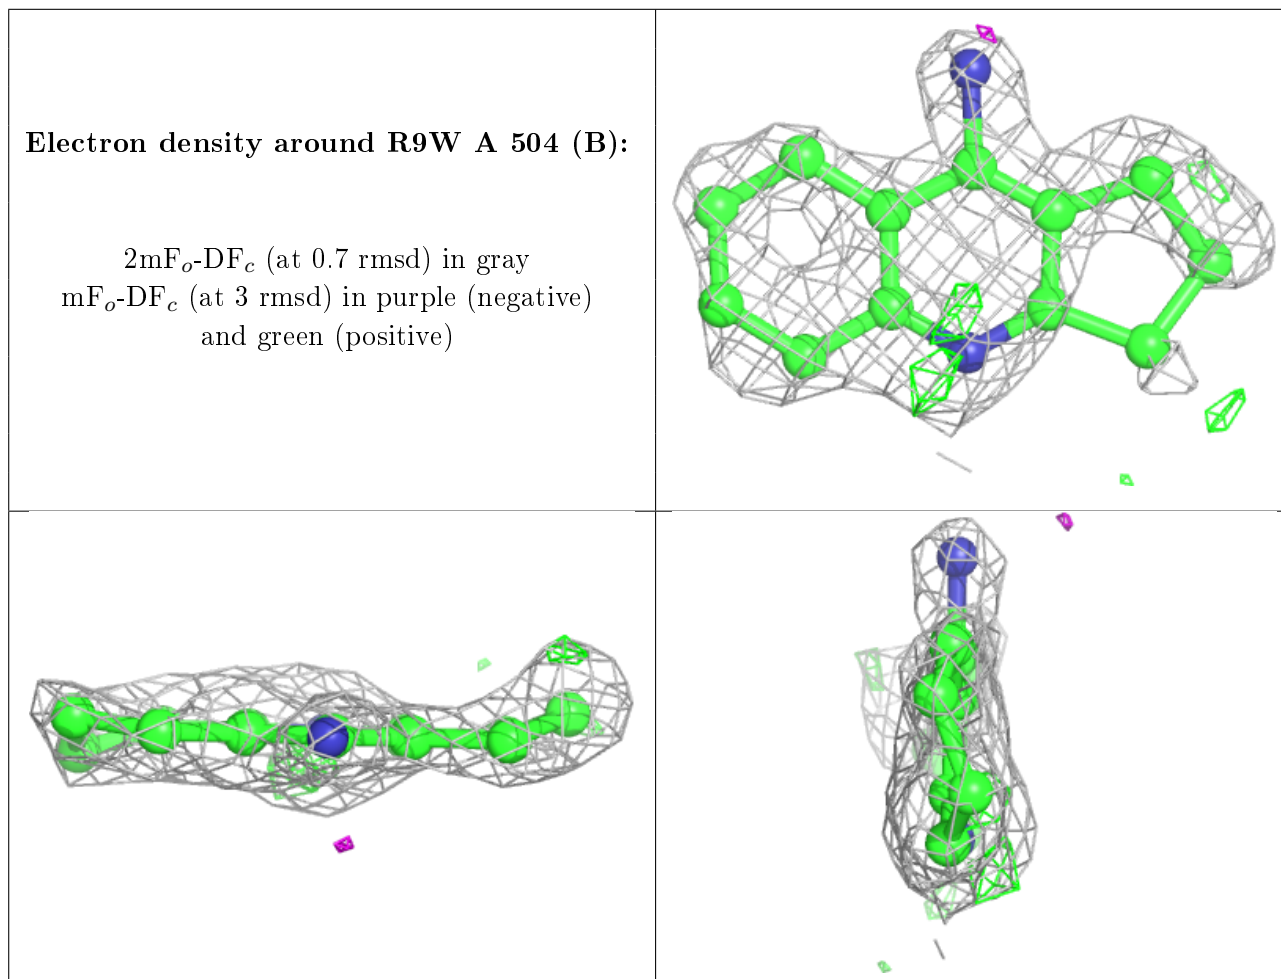 Electron density around R9W A 504 (B):
2mFo-DFc (at 0.7 rmsd) in gray
mFo-DFc (at 3 rmsd) in purple (negative)
and green (positive)